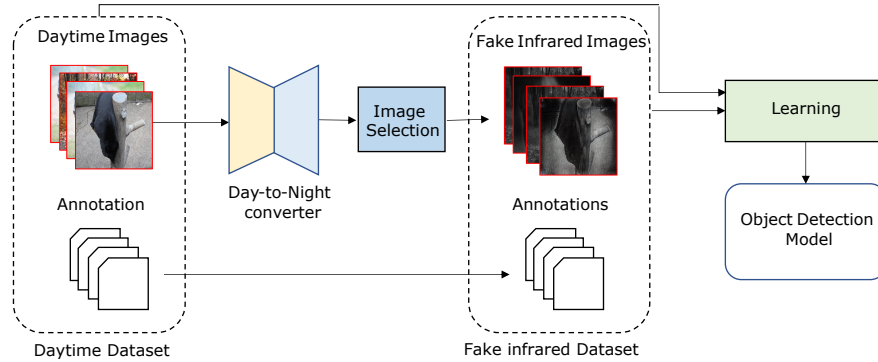 Daytime Images
Annotation
Daytime Dataset
Day-to-Night
converter
Image
Selection
Fake Infrared Images
Annotations
Fake infrared Dataset
Learning
Object Detection
Model